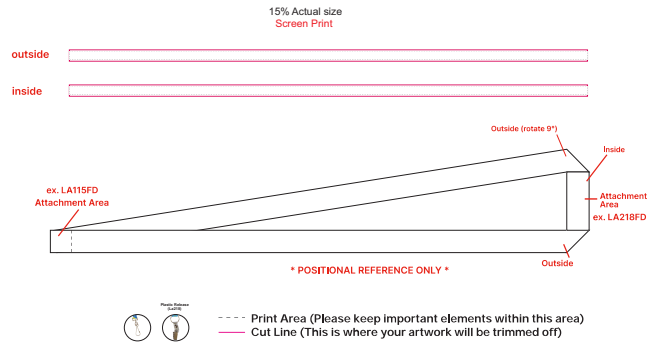 15% Actual size
Screen Print
outside
inside
Outside (rotate 9°)
Inside
ex. LA115FD
Attachment Area
Attachment
Area
ex. LA218FD
Outside
* POSITIONAL REFERENCE ONLY *
Plastic Release
(La219)
Print Area (Please keep important elements within this area)
Cut Line (This is where your artwork will be trimmed off)